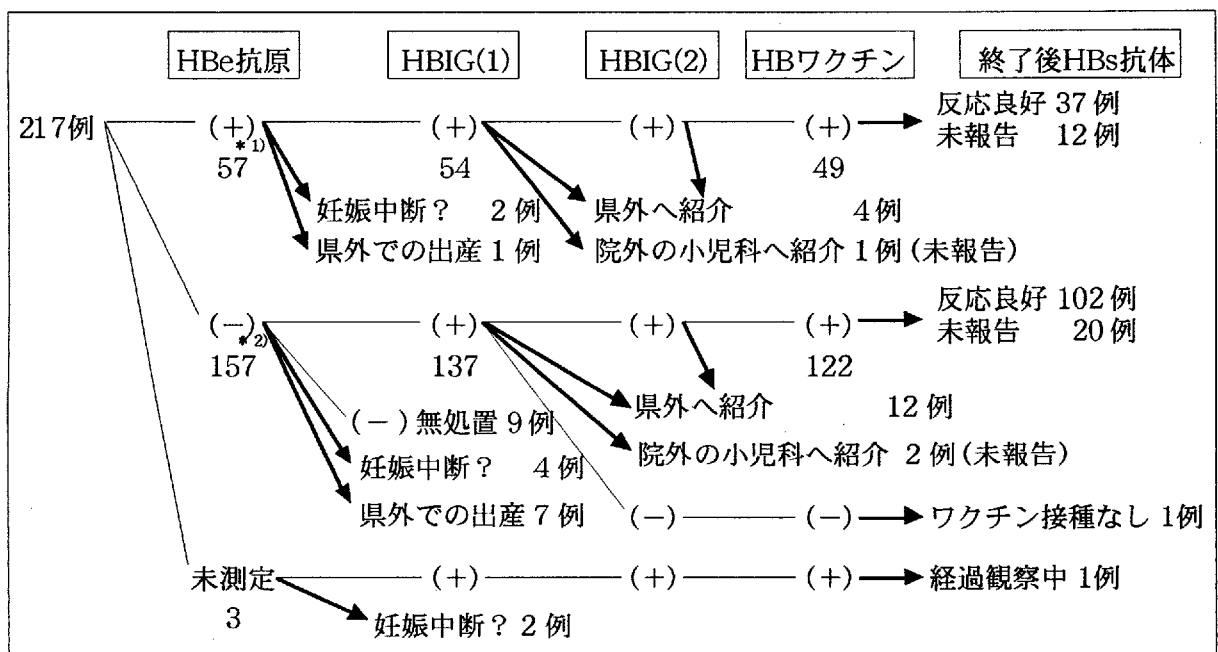 HBe抗原 HBIG(1) HBIG(2) HBワクチン 終了後HBs抗体
217例 (+) (+) (+) (+) 反応良好 37例
未報告 12例
*1)
57 54 49
妊娠中断? 2例 県外へ紹介 4例
県外での出産 1例 院外の小児科へ紹介 1例(未報告)
(-) (+) (+) (+) 反応良好 102例
未報告 20例
*2)
157 137 122
(-)無処置 9例 県外へ紹介 12例
妊娠中断? 4例 院外の小児科へ紹介 2例(未報告)
県外での出産 7例 (-) (-) ワクチン接種なし 1例
未測定 (+) (+) (+) 経過観察中 1例
3 妊娠中断? 2例